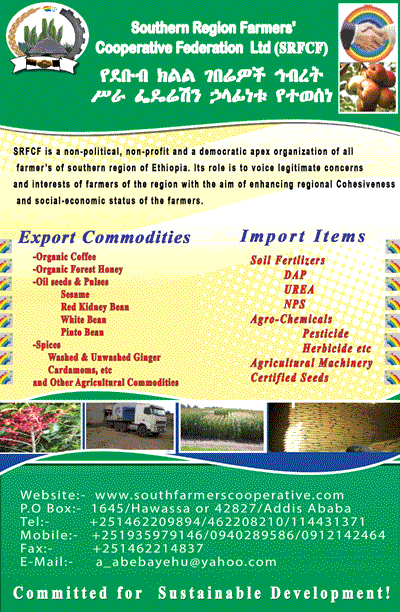 Southern Region Farmers'
Cooperative Federation Ltd (SRFCF)
የደቡብ ክልል ገበሬዎች ኅብረት
ሥራ ፌዴሬሽን ኃላፊነቱ የተወሰነ
SRFCF is a non-political, non-profit and a democratic apex organization of all
farmer's of southern region of Ethiopia. Its role is to voice legitimate concerns
and interests of farmers of the region with the aim of enhancing regional Cohesiveness
and social-economic status of the farmers.
Export Commodities
-Organic Coffee
-Organic Forest Honey
-Oil seeds & Pulses
Sesame
Red Kidney Bean
White Bean
Pinto Bean
-Spices
Washed & Unwashed Ginger
Cardamoms, etc
and Other Agricultural Commodities
Import Items
Soil Fertlizers
DAP
UREA
NPS
Agro-Chemicals
Pesticide
Herbicide etc
Agricultural Machinery
Certified Seeds
Website:- www.southfarmerscooperative.com
P.O Box:- 1645/Hawassa or 42827/Addis Ababa
Tel:- +251462209894/462208210/114431371
Mobile:- +251935979146/0940289586/0912142464
Fax:- +251462214837
E-Mail:- a_abebayehu@yahoo.com
Committed for Sustainable Development!